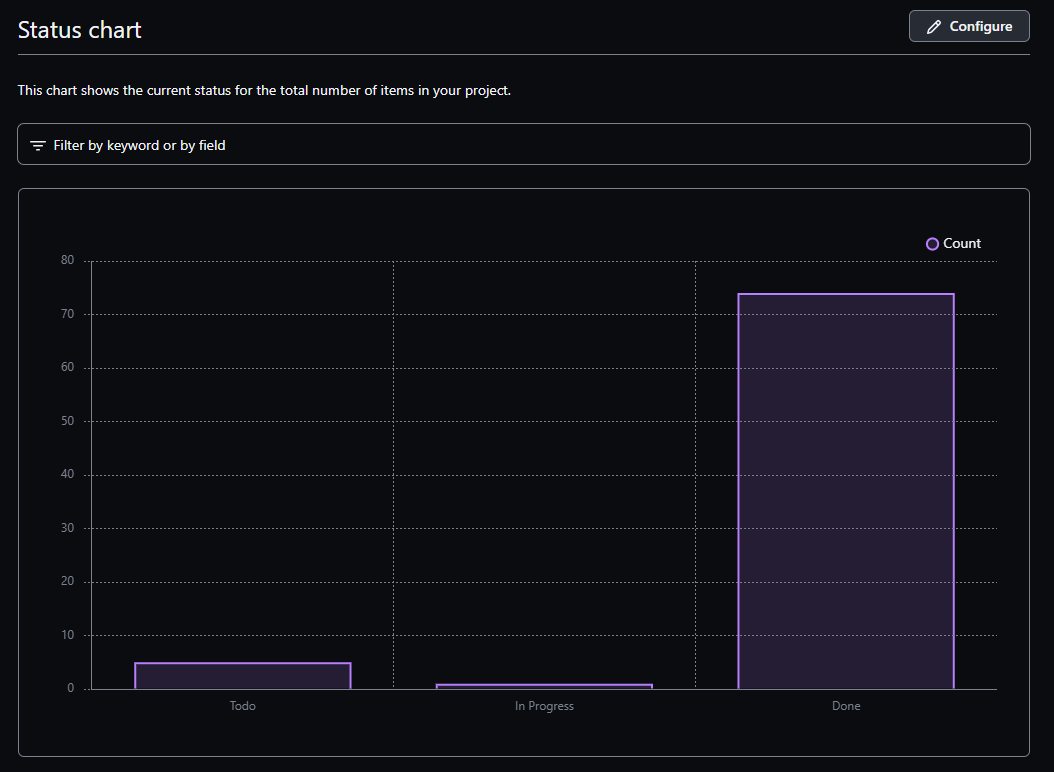 Status chart
Configure
This chart shows the current status for the total number of items in your project.
Filter by keyword or by field
Count
80
70
60
50
40
30
20
10
0
Todo
In Progress
Done